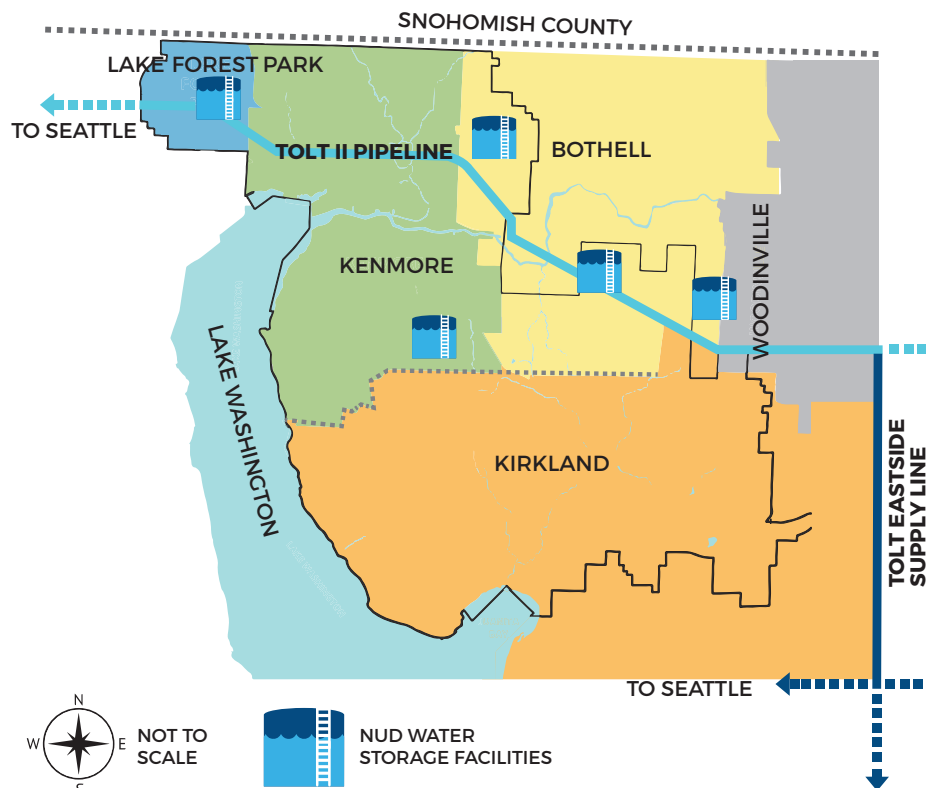 SNOHOMISH COUNTY
LAKE FOREST PARK
TO SEATTLE
TOLT II PIPELINE
BOTHELL
KENMORE
WOODINVILLE
LAKE WASHINGTON
KIRKLAND
TOLT EASTSIDE
SUPPLY LINE
TO SEATTLE
N
W
E
S
NOT TO
SCALE
NUD WATER
STORAGE FACILITIES